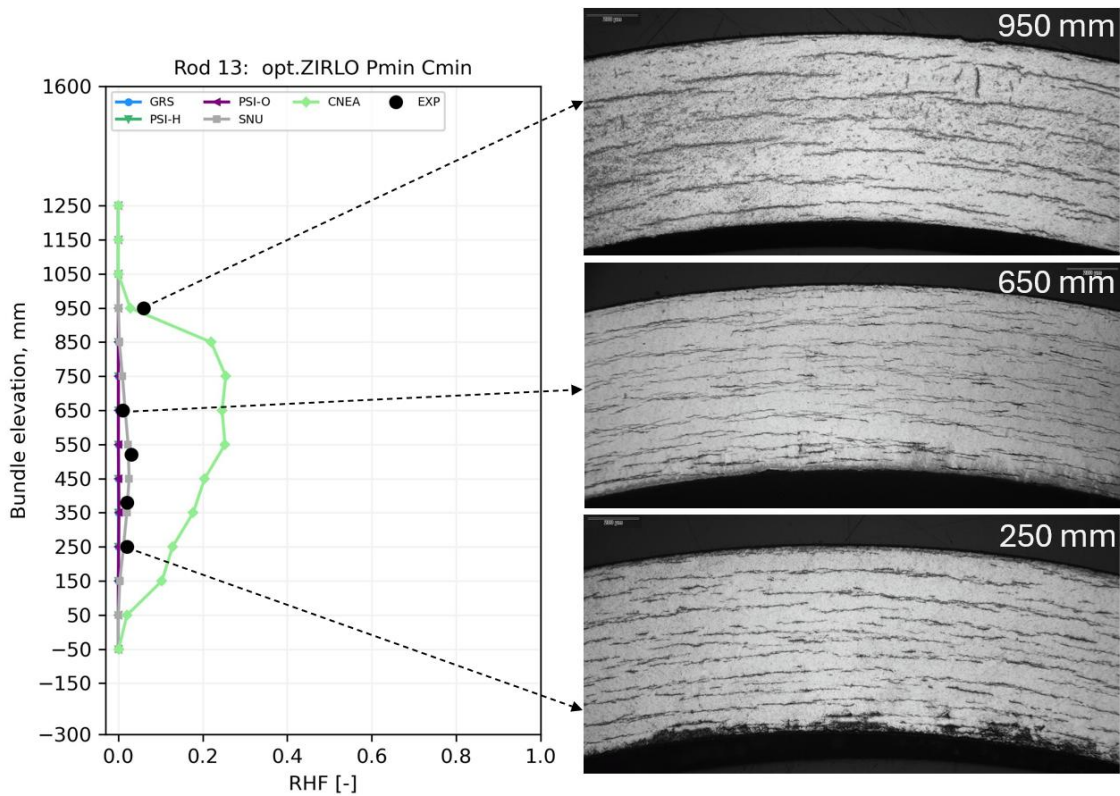 Rod 13: opt.ZIRLO Pmin Cmin
GRS PSI-O CNEA EXP
PSI-H SNU
Bundle elevation, mm
1600
1250
1150
1050
950
850
750
650
550
450
350
250
150
50
−50
−150
−300
0.0 0.2 0.4 0.6 0.8 1.0
RHF [-]
950 mm
650 mm
250 mm